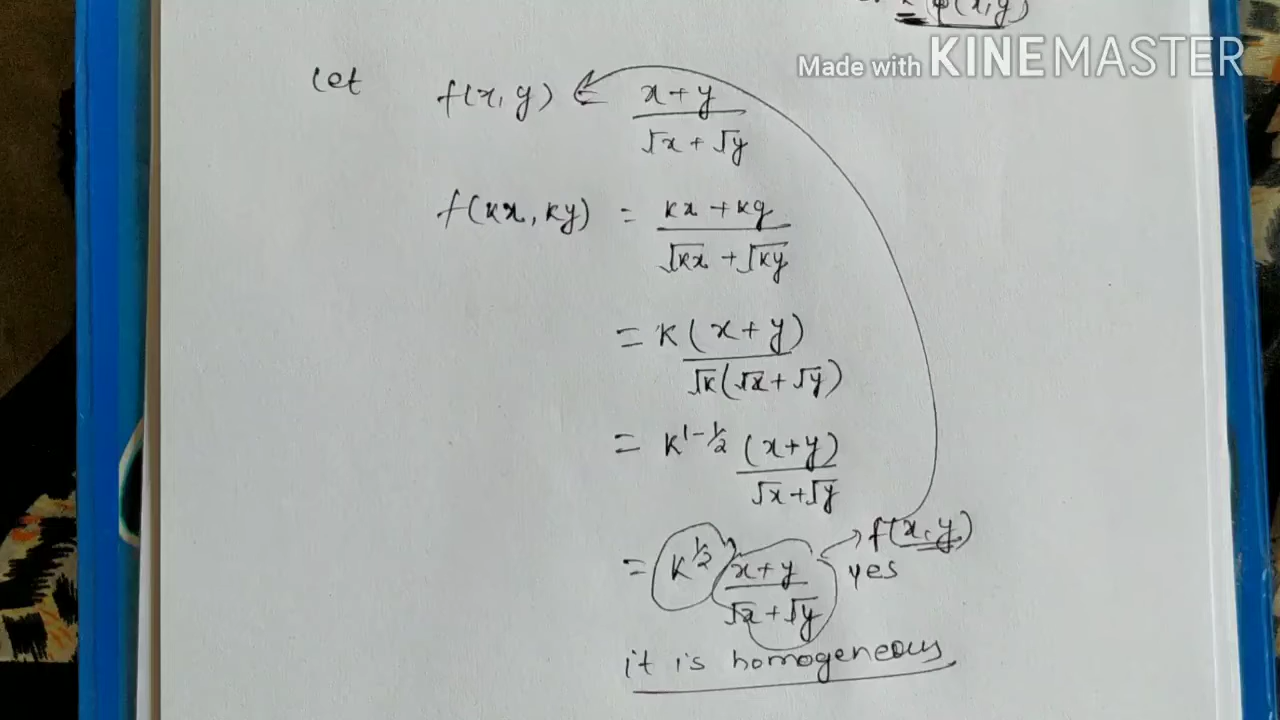 φ(x,y)
Made with KINEMASTER
Let f(x,y) = x+y / √x + √y
f(kx, ky) = kx + ky / √kx + √ky
= k(x+y) / √k(√x + √y)
= k^1-1/2 (x+y) / √x + √y
= k^1/2 x+y / √x + √y → f(x,y)
yes
it is homogeneous